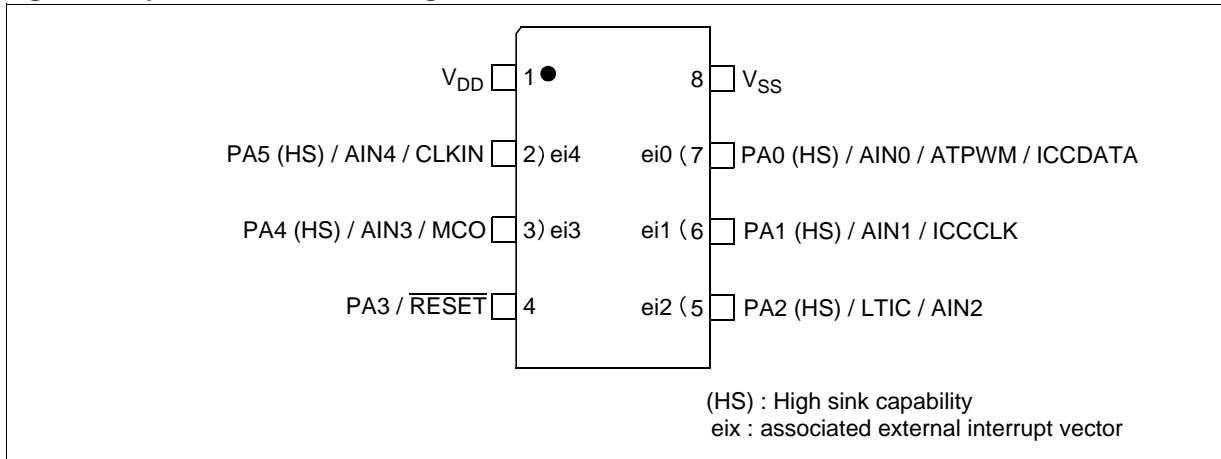 V_DD 1 8 V_SS
PA5 (HS) / AIN4 / CLKIN 2) ei4 ei0 (7 PA0 (HS) / AIN0 / ATPWM / ICCDATA
PA4 (HS) / AIN3 / MCO 3) ei3 ei1 (6 PA1 (HS) / AIN1 / ICCCLK
PA3 / RESET 4 ei2 (5 PA2 (HS) / LTIC / AIN2
(HS) : High sink capability
eix : associated external interrupt vector